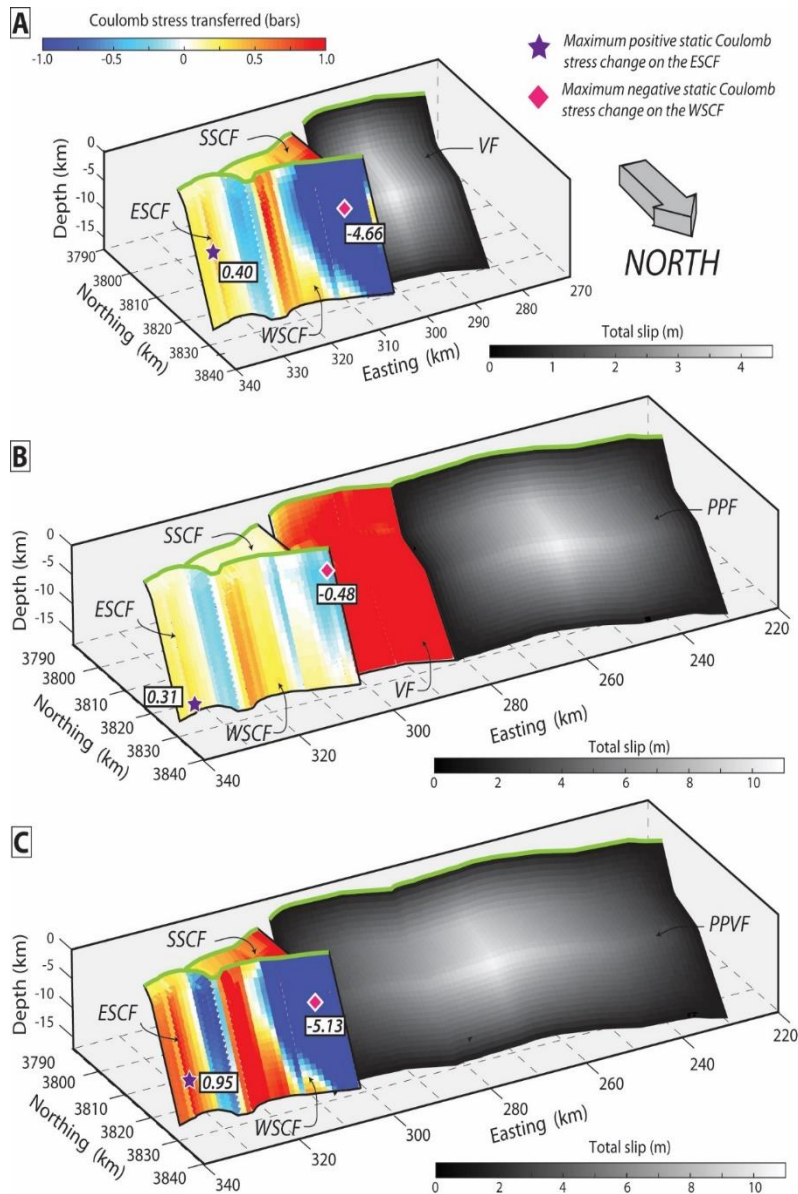 A
Coulomb stress transferred (bars)
-1.0 -0.5 0 0.5 1.0
Maximum positive static Coulomb
stress change on the ESCF
Maximum negative static Coulomb
stress change on the WSCF
SSCF
VF
ESCF
-4.66
0.40
WSCF
NORTH
Depth (km)
0
-5
-10
-15
Northing (km)
3790
3800
3810
3820
3830
3840
Easting (km)
340 330 320 310 300 290 280 270
Total slip (m)
0 1 2 3 4
B
SSCF
PPF
ESCF
-0.48
0.31
VF
WSCF
Depth (km)
0
-5
-10
-15
Northing (km)
3790
3800
3810
3820
3830
3840
Easting (km)
340 320 300 280 260 240 220
Total slip (m)
0 2 4 6 8 10
C
SSCF
PPVF
ESCF
-5.13
0.95
WSCF
Depth (km)
0
-5
-10
-15
Northing (km)
3790
3800
3810
3820
3830
3840
Easting (km)
340 320 300 280 260 240 220
Total slip (m)
0 2 4 6 8 10